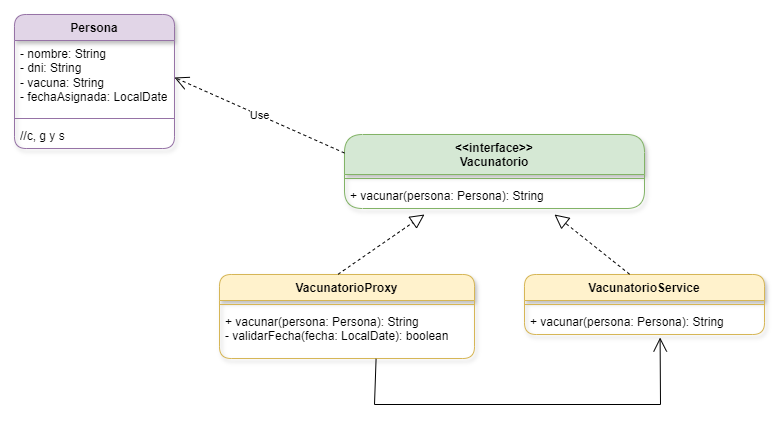 Persona
- nombre: String
- dni: String
- vacuna: String
- fechaAsignada: LocalDate
//c, g y s
Use
<<interface>>
Vacunatorio
+ vacunar(persona: Persona): String
VacunatorioProxy
+ vacunar(persona: Persona): String
- validarFecha(fecha: LocalDate): boolean
VacunatorioService
+ vacunar(persona: Persona): String